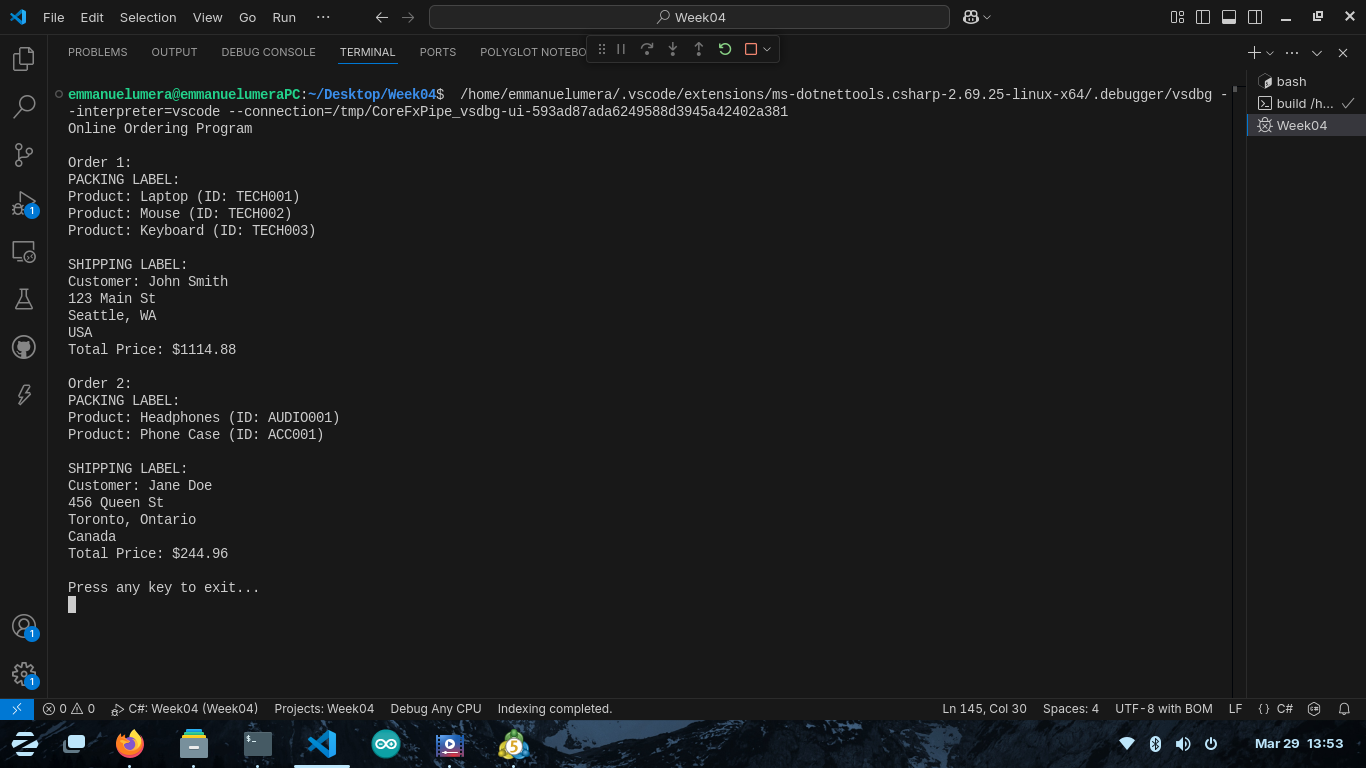 File Edit Selection View Go Run ··· Week04
PROBLEMS OUTPUT DEBUG CONSOLE TERMINAL PORTS POLYGLOT NOTEBO
emmanuelumera@emmanuelumeraPC:~/Desktop/Week04$ /home/emmanuelumera/.vscode/extensions/ms-dotnettools.csharp-2.69.25-linux-x64/.debugger/vsdbg -
-interpreter=vscode --connection=/tmp/CoreFxPipe_vsdbg-ui-593ad87ada6249588d3945a42402a381
Online Ordering Program
Order 1:
PACKING LABEL:
Product: Laptop (ID: TECH001)
Product: Mouse (ID: TECH002)
Product: Keyboard (ID: TECH003)
SHIPPING LABEL:
Customer: John Smith
123 Main St
Seattle, WA
USA
Total Price: $1114.88
Order 2:
PACKING LABEL:
Product: Headphones (ID: AUDIO001)
Product: Phone Case (ID: ACC001)
SHIPPING LABEL:
Customer: Jane Doe
456 Queen St
Toronto, Ontario
Canada
Total Price: $244.96
Press any key to exit...
bash
build /h...
Week04
1
1
1
0 0 C#: Week04 (Week04) Projects: Week04 Debug Any CPU Indexing completed. Ln 145, Col 30 Spaces: 4 UTF-8 with BOM LF {} C#
$_ 5 Mar 29 13:53